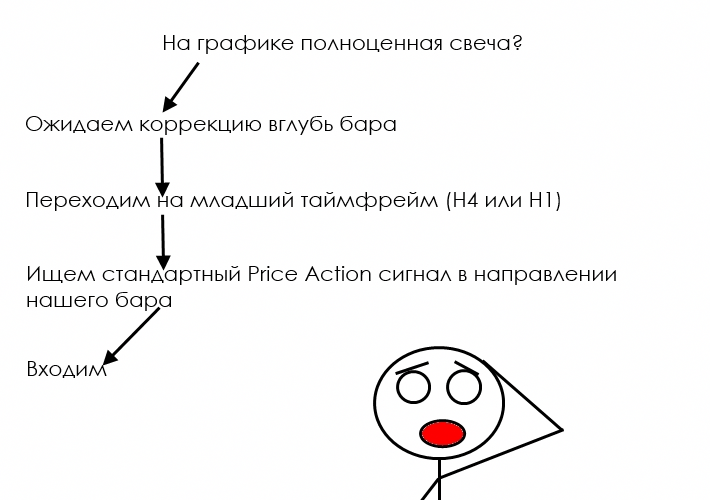 На графике полноценная свеча?
Ожидаем коррекцию вглубь бара
Переходим на младший таймфрейм (H4 или H1)
Ищем стандартный Price Action сигнал в направлении
нашего бара
Входим